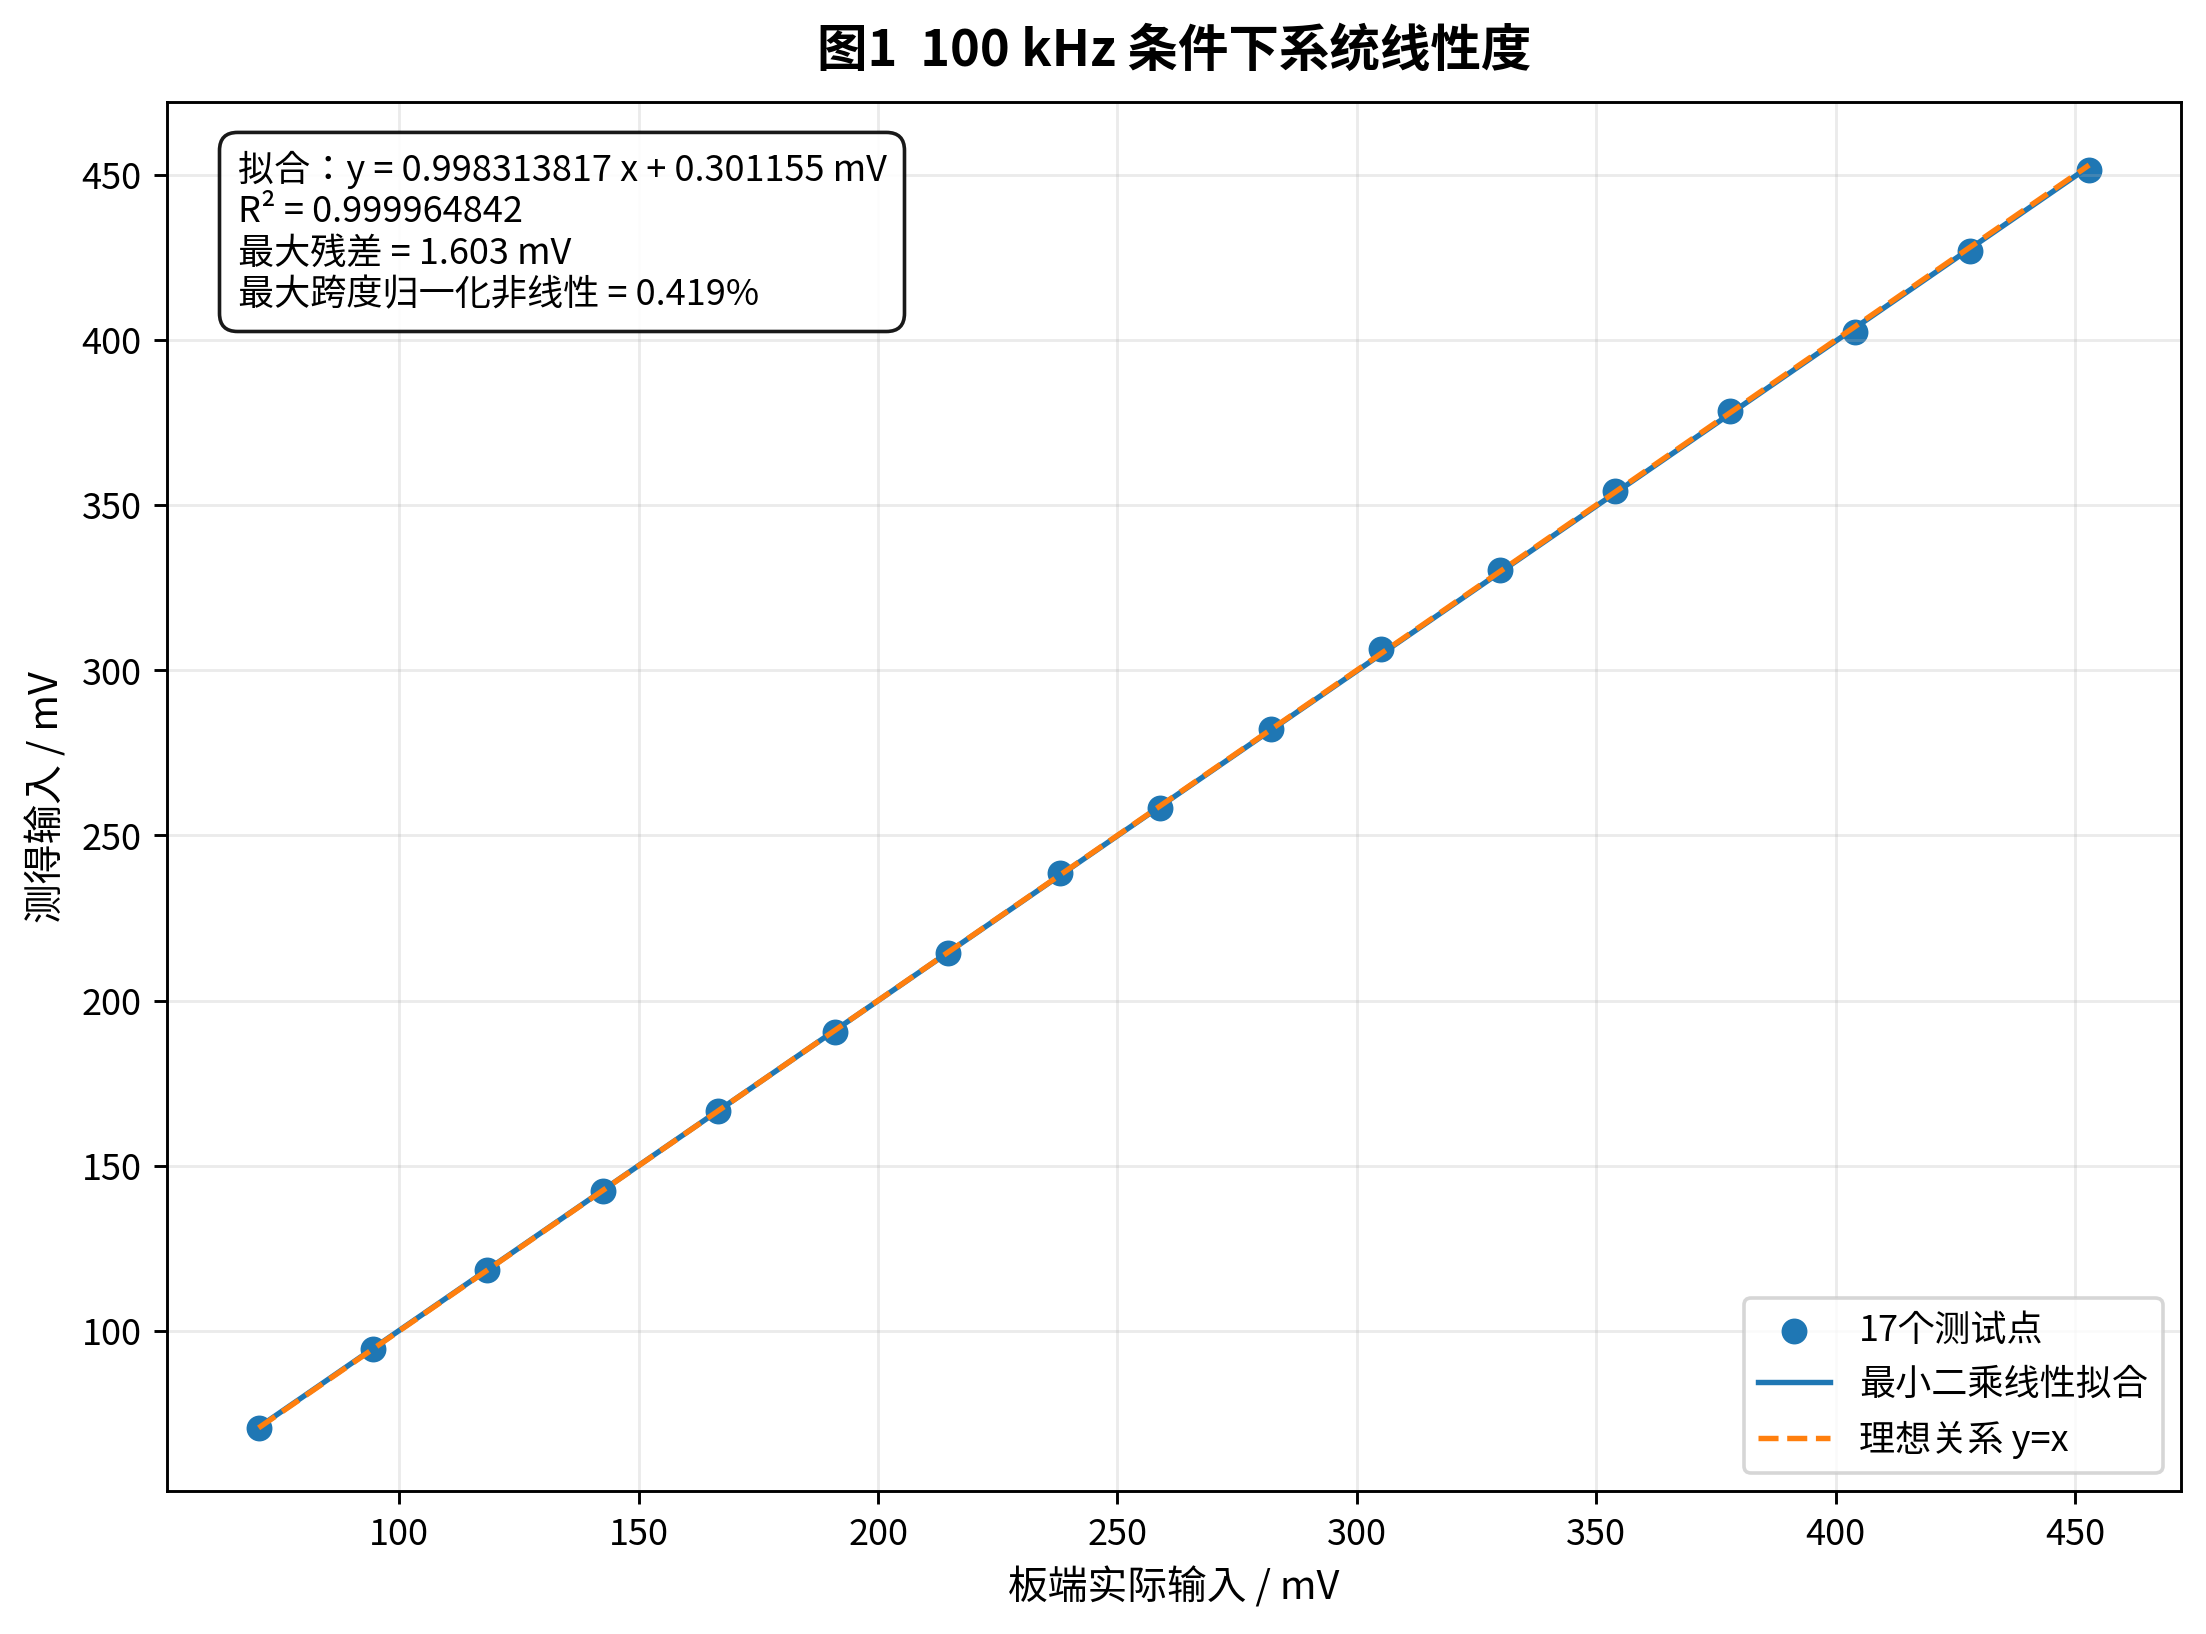 图1 100 kHz 条件下系统线性度
拟合：y = 0.998313817 x + 0.301155 mV
R² = 0.999964842
最大残差 = 1.603 mV
最大跨度归一化非线性 = 0.419%
测得输入 / mV
450
400
350
300
250
200
150
100
17个测试点
最小二乘线性拟合
理想关系 y=x
100
150
200
250
300
350
400
450
板端实际输入 / mV